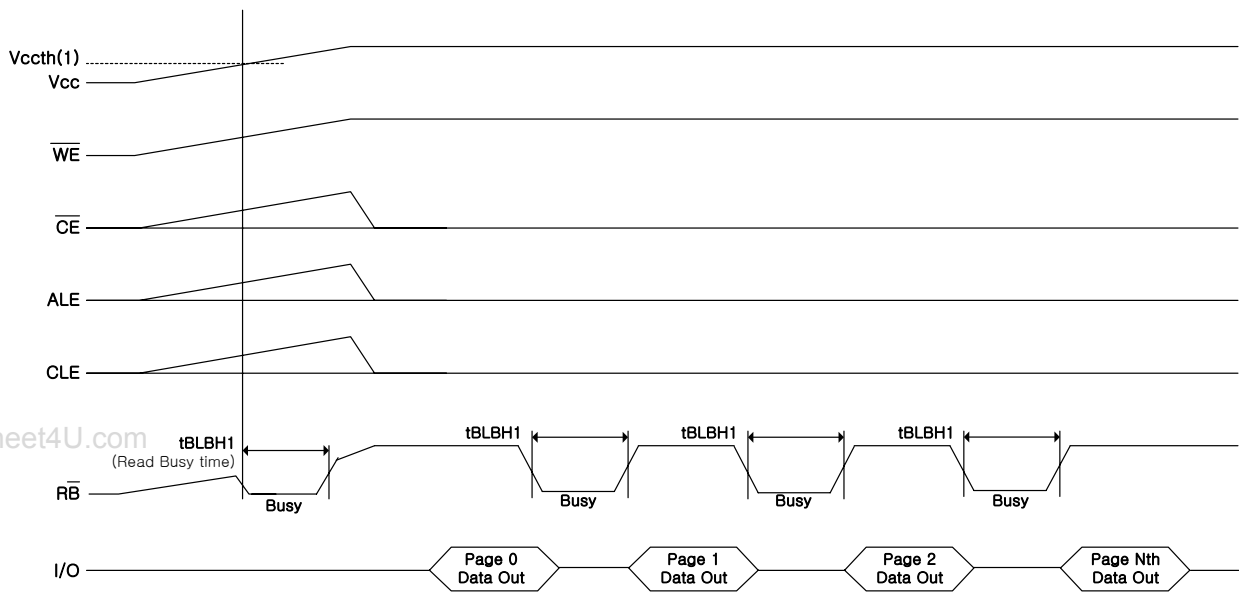 Vccth(1)
Vcc
WE
CE
ALE
CLE
neet4U.com
tBLBH1
(Read Busy time)
tBLBH1
tBLBH1
tBLBH1
RB
Busy
Busy
Busy
Busy
I/O
Page 0
Data Out
Page 1
Data Out
Page 2
Data Out
Page Nth
Data Out